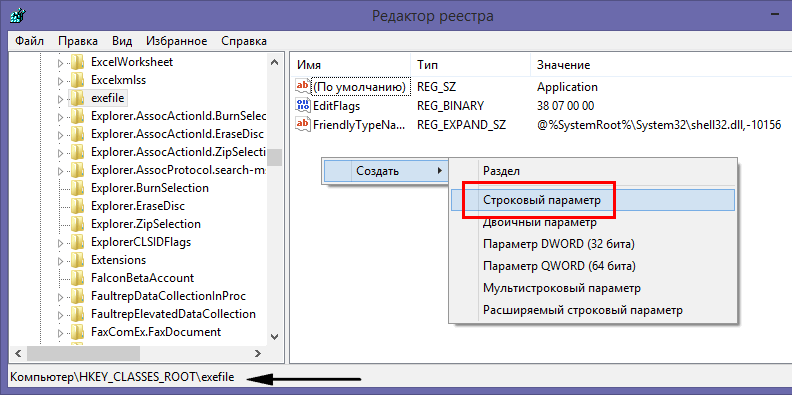 Редактор реестра
Файл Правка Вид Избранное Справка
ExcelWorksheet
Excelxmlss
exefile
Explorer.AssocActionId.BurnSelec
Explorer.AssocActionId.EraseDisc
Explorer.AssocActionId.ZipSelecti
Explorer.AssocProtocol.search-m
Explorer.BurnSelection
Explorer.EraseDisc
Explorer.ZipSelection
ExplorerCLSIDFlags
Extensions
FalconBetaAccount
FaultrepDataCollectionInProc
FaultrepElevatedDataCollection
FaxComEx.FaxDocument
Имя Тип Значение
(По умолчанию) REG_SZ Application
EditFlags REG_BINARY 38 07 00 00
FriendlyTypeNa... REG_EXPAND_SZ @%SystemRoot%\System32\shell32.dll,-10156
Создать
Раздел
Строковый параметр
Двоичный параметр
Параметр DWORD (32 бита)
Параметр QWORD (64 бита)
Мультистроковый параметр
Расширяемый строковый параметр
Компьютер\HKEY_CLASSES_ROOT\exefile